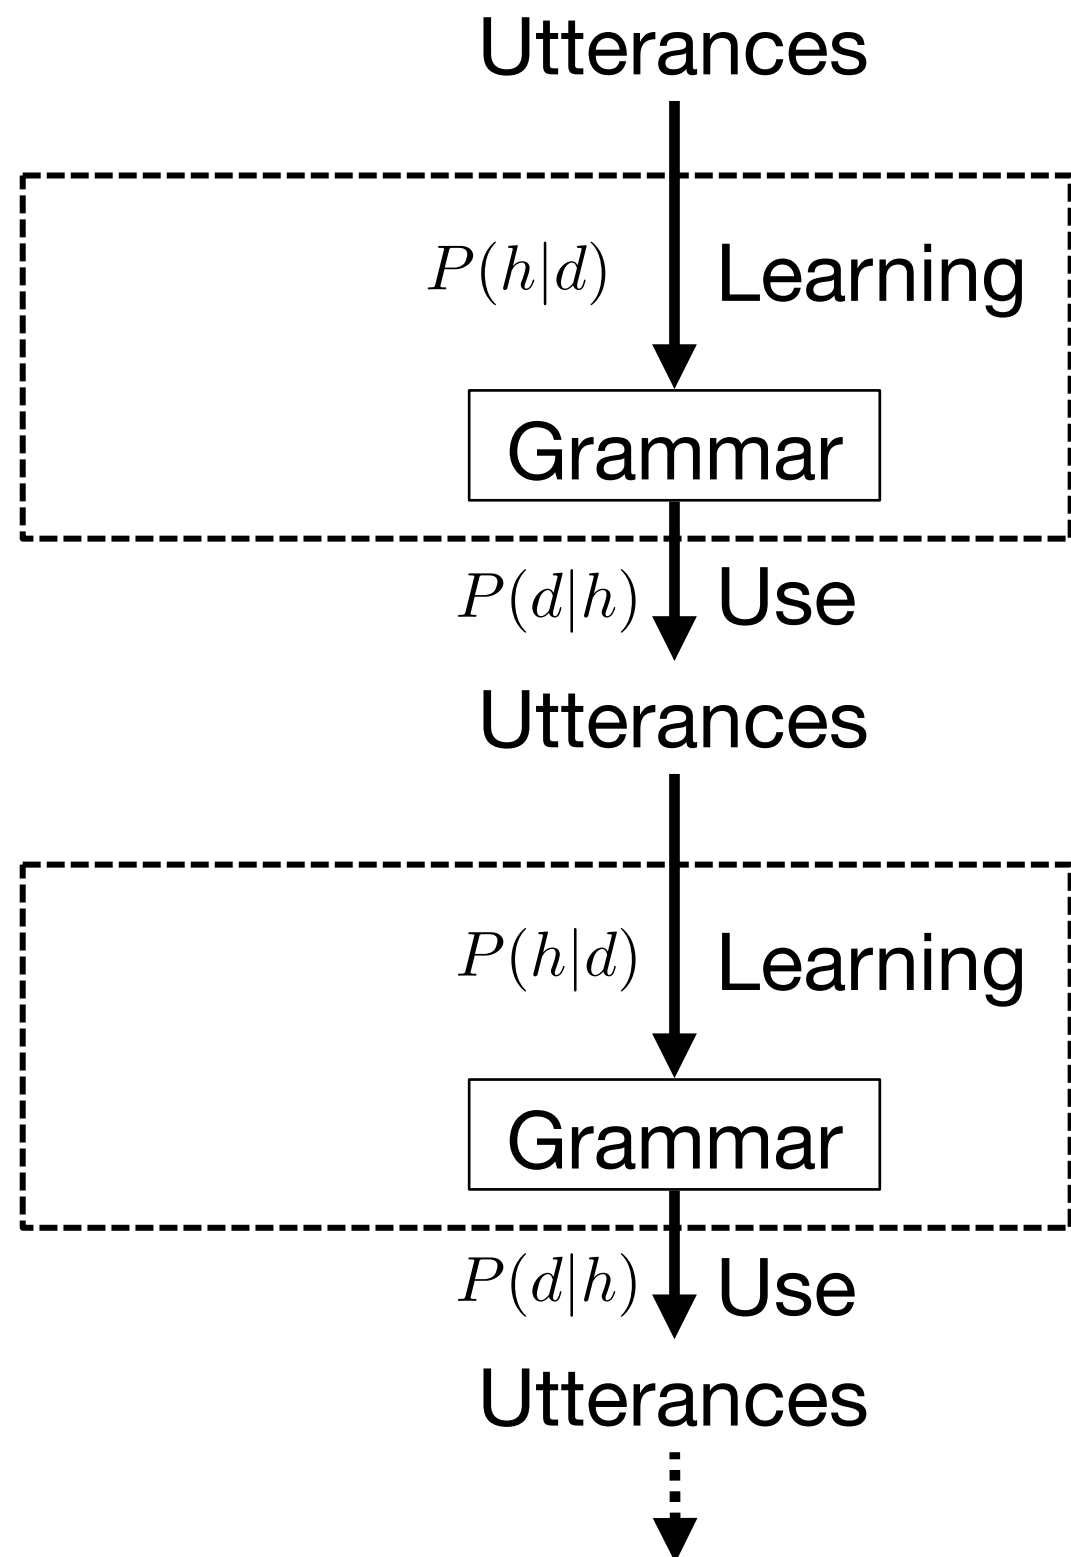 Utterances
P(h|d) Learning
Grammar
P(d|h) Use
Utterances
P(h|d) Learning
Grammar
P(d|h) Use
Utterances